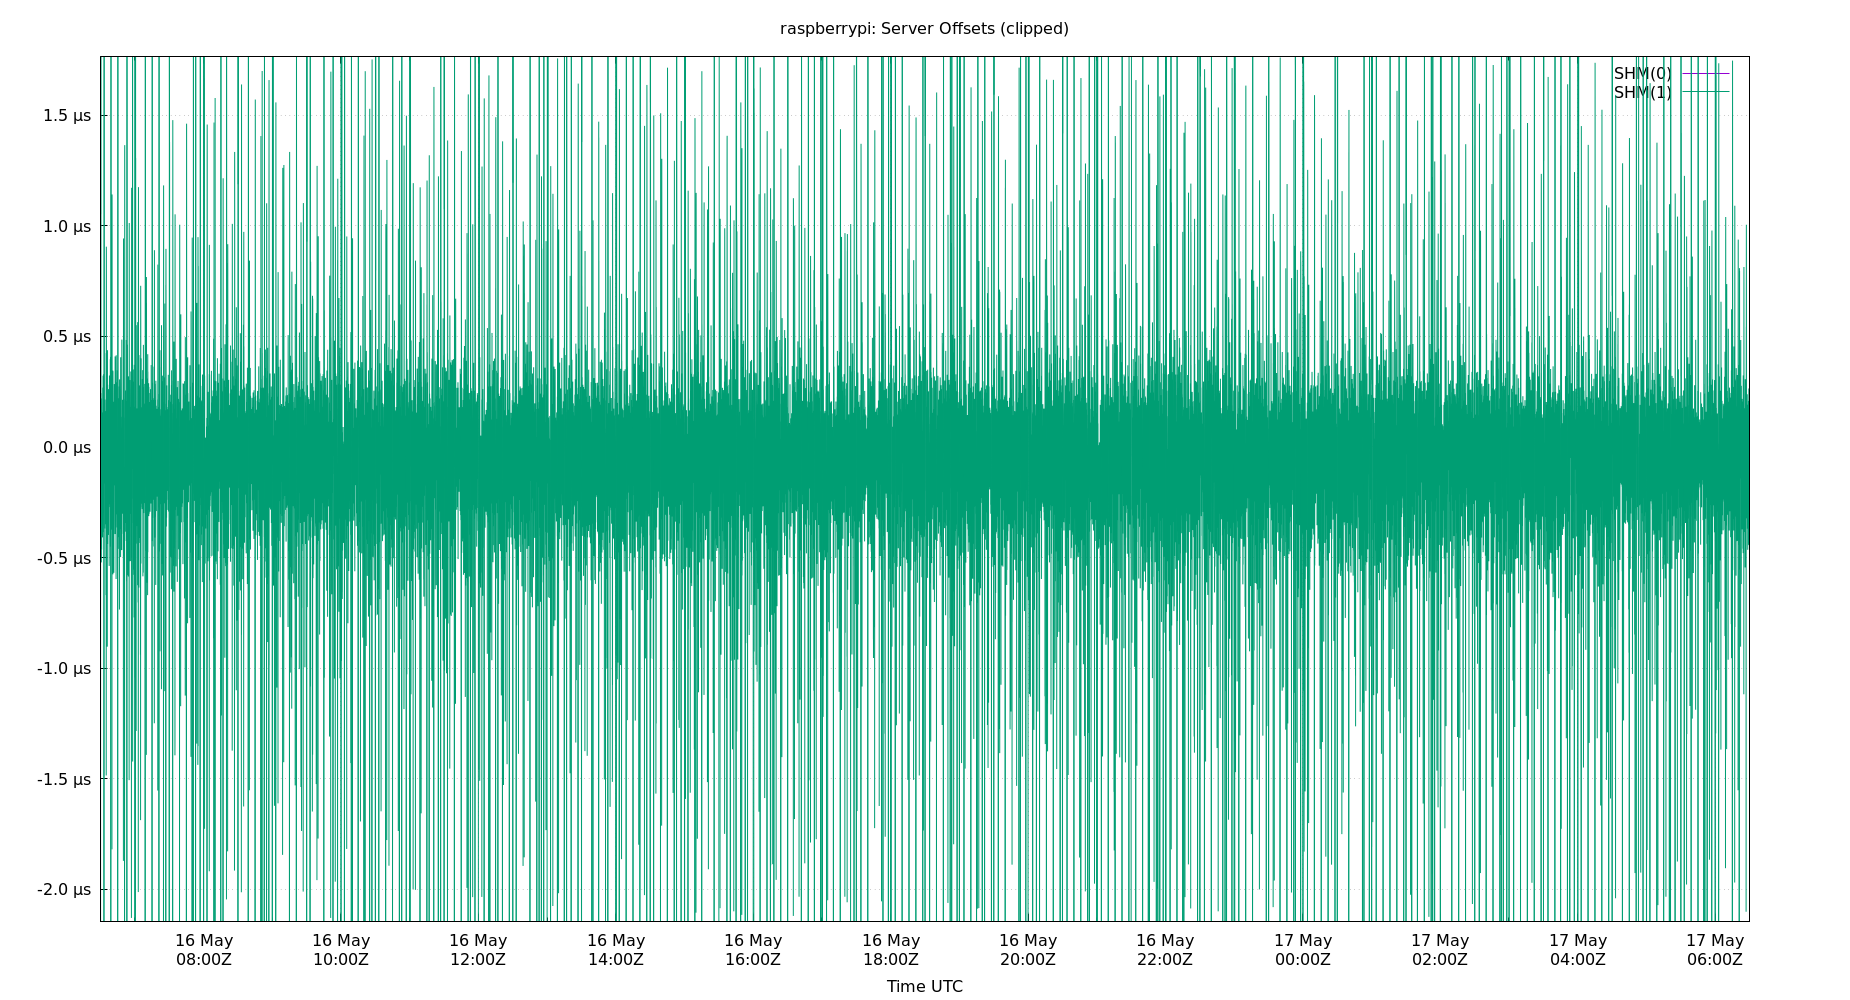 raspberrypi: Server Offsets (clipped)
SHM(0)
SHM(1)
1.5 µs
1.0 µs
0.5 µs
0.0 µs
-0.5 µs
-1.0 µs
-1.5 µs
-2.0 µs
16 May 16 May 16 May 16 May 16 May 16 May 16 May 16 May 17 May 17 May 17 May 17 May
08:00Z 10:00Z 12:00Z 14:00Z 16:00Z 18:00Z 20:00Z 22:00Z 00:00Z 02:00Z 04:00Z 06:00Z
Time UTC